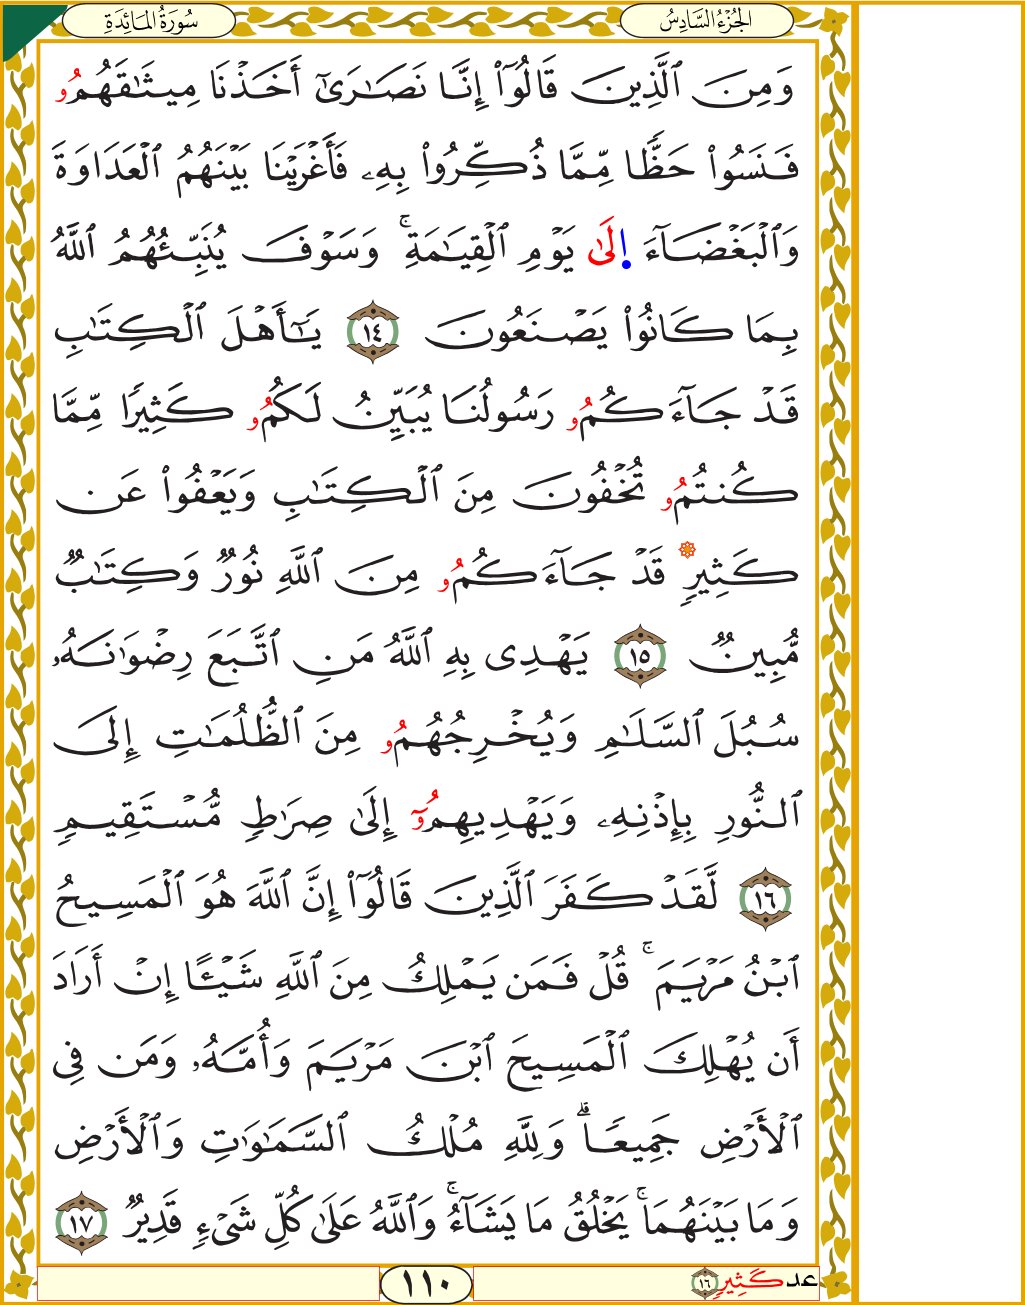 سُورَةُ المَائِدَةِ
الجُزْءُ السَّادِسُ
وَمِنَ ٱلَّذِينَ قَالُوٓا۟ إِنَّا نَصَٰرَىٰٓ أَخَذْنَا مِيثَٰقَهُمُو
فَنَسُوا۟ حَظًّا مِّمَّا ذُكِّرُوا۟ بِهِۦ فَأَغْرَيْنَا بَيْنَهُمُ ٱلْعَدَاوَةَ
وَٱلْبَغْضَآءَ إِلَىٰ يَوْمِ ٱلْقِيَٰمَةِ ۚ وَسَوْفَ يُنَبِّئُهُمُ ٱللَّهُ
بِمَا كَانُوا۟ يَصْنَعُونَ ١٤ يَٰٓأَهْلَ ٱلْكِتَٰبِ
قَدْ جَآءَكُمُو رَسُولُنَا يُبَيِّنُ لَكُمُو كَثِيرًا مِّمَّا
كُنتُمُو تُخْفُونَ مِنَ ٱلْكِتَٰبِ وَيَعْفُوا۟ عَن
كَثِيرٍ قَدْ جَآءَكُمُو مِنَ ٱللَّهِ نُورٌ وَكِتَٰبٌ
مُّبِينٌ ١٥ يَهْدِى بِهِ ٱللَّهُ مَنِ ٱتَّبَعَ رِضْوَٰنَهُۥ
سُبُلَ ٱلسَّلَٰمِ وَيُخْرِجُهُمُو مِنَ ٱلظُّلُمَٰتِ إِلَى
ٱلنُّورِ بِإِذْنِهِۦ وَيَهْدِيهِمُوٓ إِلَىٰ صِرَٰطٍ مُّسْتَقِيمٍ
١٦ لَّقَدْ كَفَرَ ٱلَّذِينَ قَالُوٓا۟ إِنَّ ٱللَّهَ هُوَ ٱلْمَسِيحُ
ٱبْنُ مَرْيَمَ ۚ قُلْ فَمَن يَمْلِكُ مِنَ ٱللَّهِ شَيْـًٔا إِنْ أَرَادَ
أَن يُهْلِكَ ٱلْمَسِيحَ ٱبْنَ مَرْيَمَ وَأُمَّهُۥ وَمَن فِى
ٱلْأَرْضِ جَمِيعًا ۗ وَلِلَّهِ مُلْكُ ٱلسَّمَٰوَٰتِ وَٱلْأَرْضِ
وَمَا بَيْنَهُمَا ۚ يَخْلُقُ مَا يَشَآءُ ۚ وَٱللَّهُ عَلَىٰ كُلِّ شَىْءٍ قَدِيرٌ ١٧
عد كَثِيرٍ ١٦
١١٠